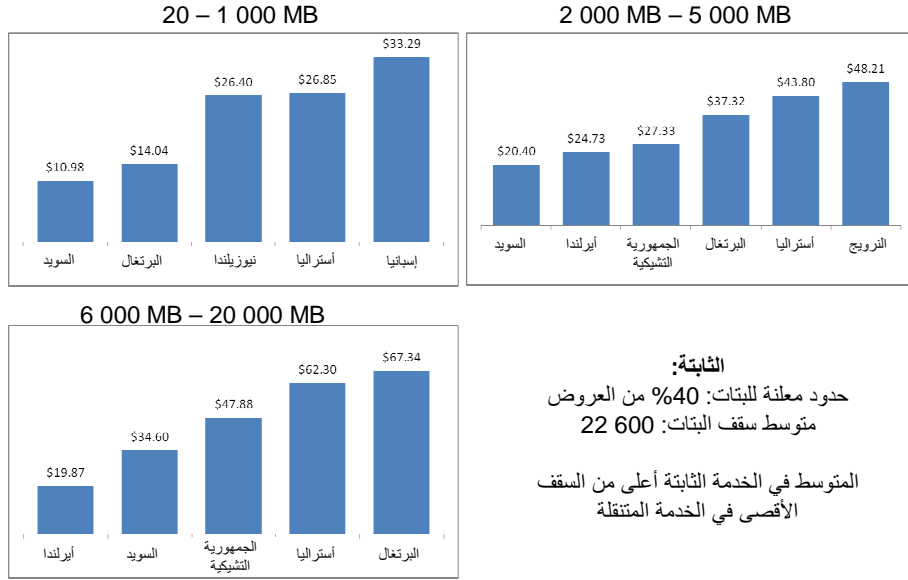 20 – 1 000 MB
$10.98
$14.04
$26.40
$26.85
$33.29
السويد
البرتغال
نيوزيلندا
أستراليا
إسبانيا
2 000 MB – 5 000 MB
$20.40
$24.73
$27.33
$37.32
$43.80
$48.21
السويد
أيرلندا
الجمهورية
التشيكية
البرتغال
أستراليا
النرويج
6 000 MB – 20 000 MB
$19.87
$34.60
$47.88
$62.30
$67.34
أيرلندا
السويد
الجمهورية
التشيكية
أستراليا
البرتغال
الثابتة:
حدود معلنة للبتات: 40% من العروض
متوسط سقف البتات: 600 22
المتوسط في الخدمة الثابتة أعلى من السقف
الأقصى في الخدمة المتنقلة